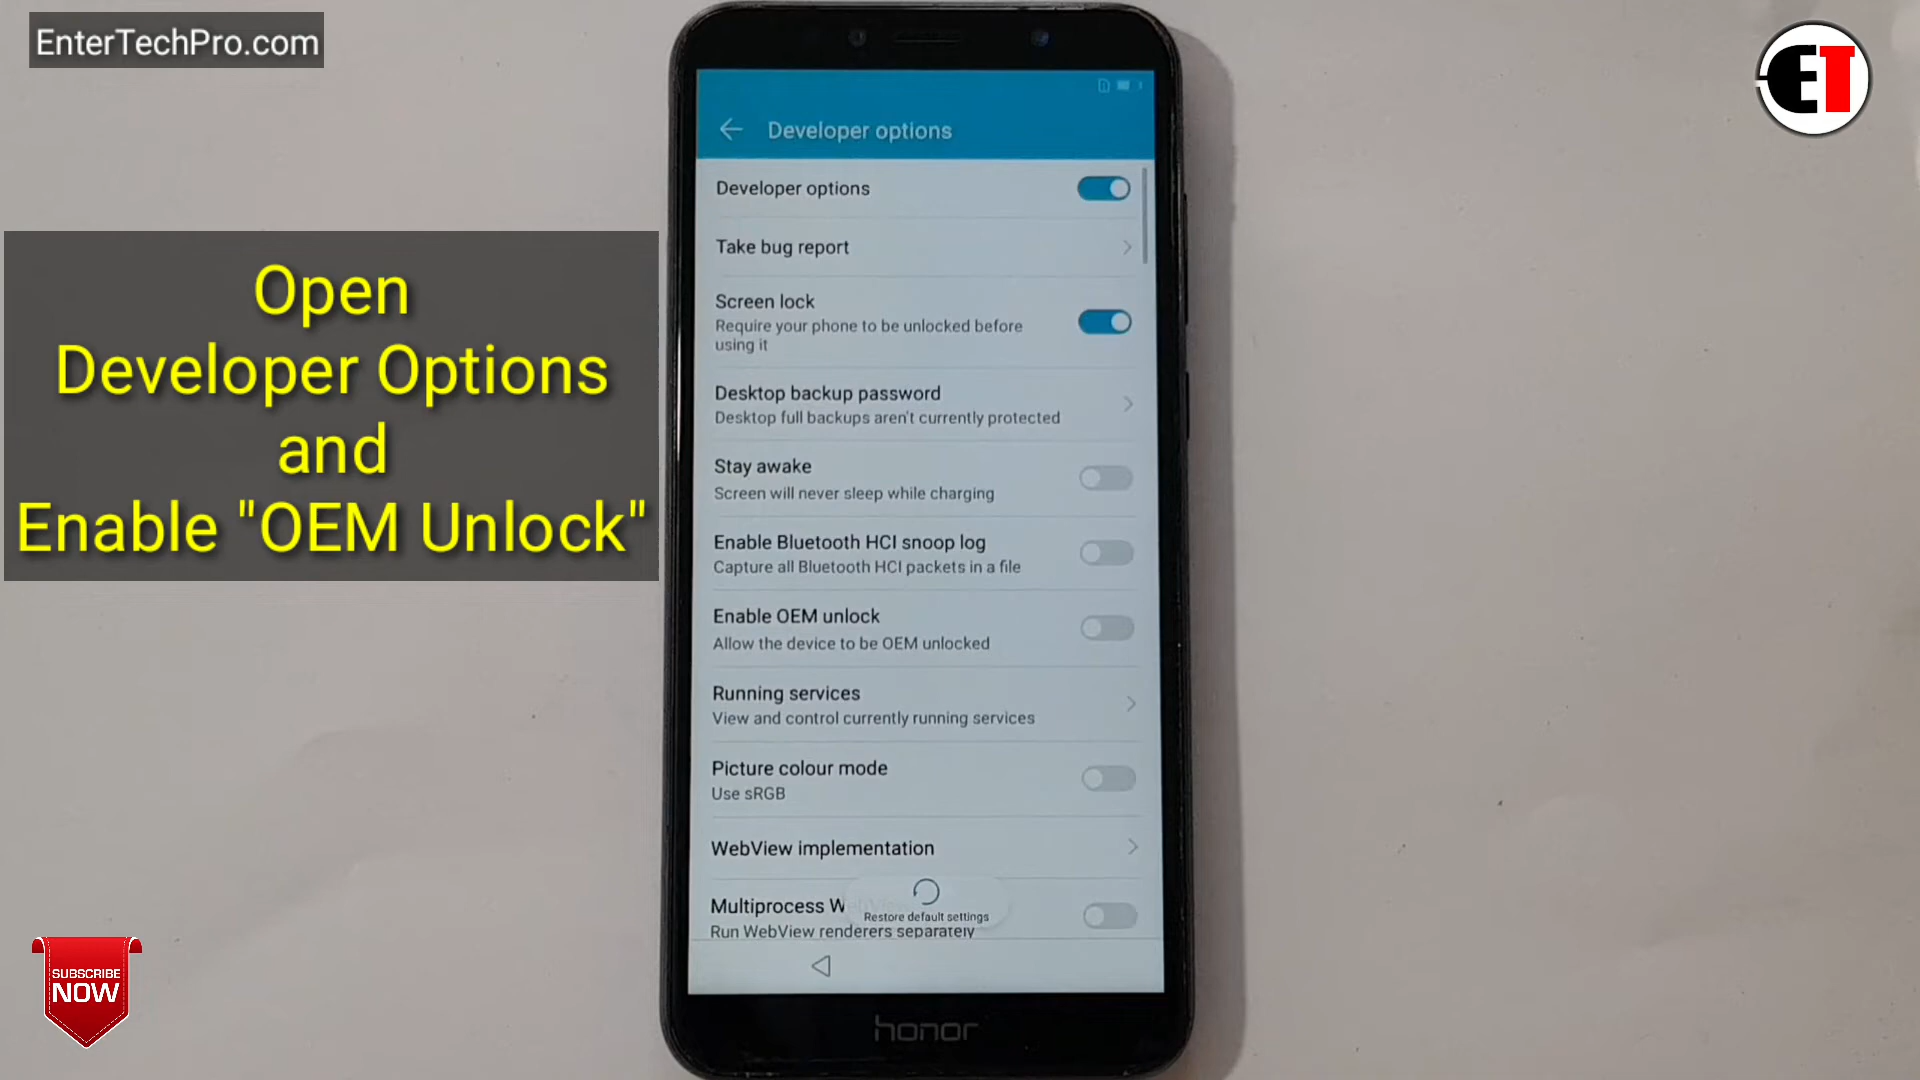 EnterTechPro.com
ET
Open
Developer Options
and
Enable "OEM Unlock"
Developer options
Developer options
Take bug report
Screen lock
Require your phone to be unlocked before
using it
Desktop backup password
Desktop full backups aren't currently protected
Stay awake
Screen will never sleep while charging
Enable Bluetooth HCI snoop log
Capture all Bluetooth HCI packets in a file
Enable OEM unlock
Allow the device to be OEM unlocked
Running services
View and control currently running services
Picture colour mode
Use sRGB
WebView implementation
Multiprocess WebView
Restore default settings
Run WebView renderers separately
honor
SUBSCRIBE
NOW